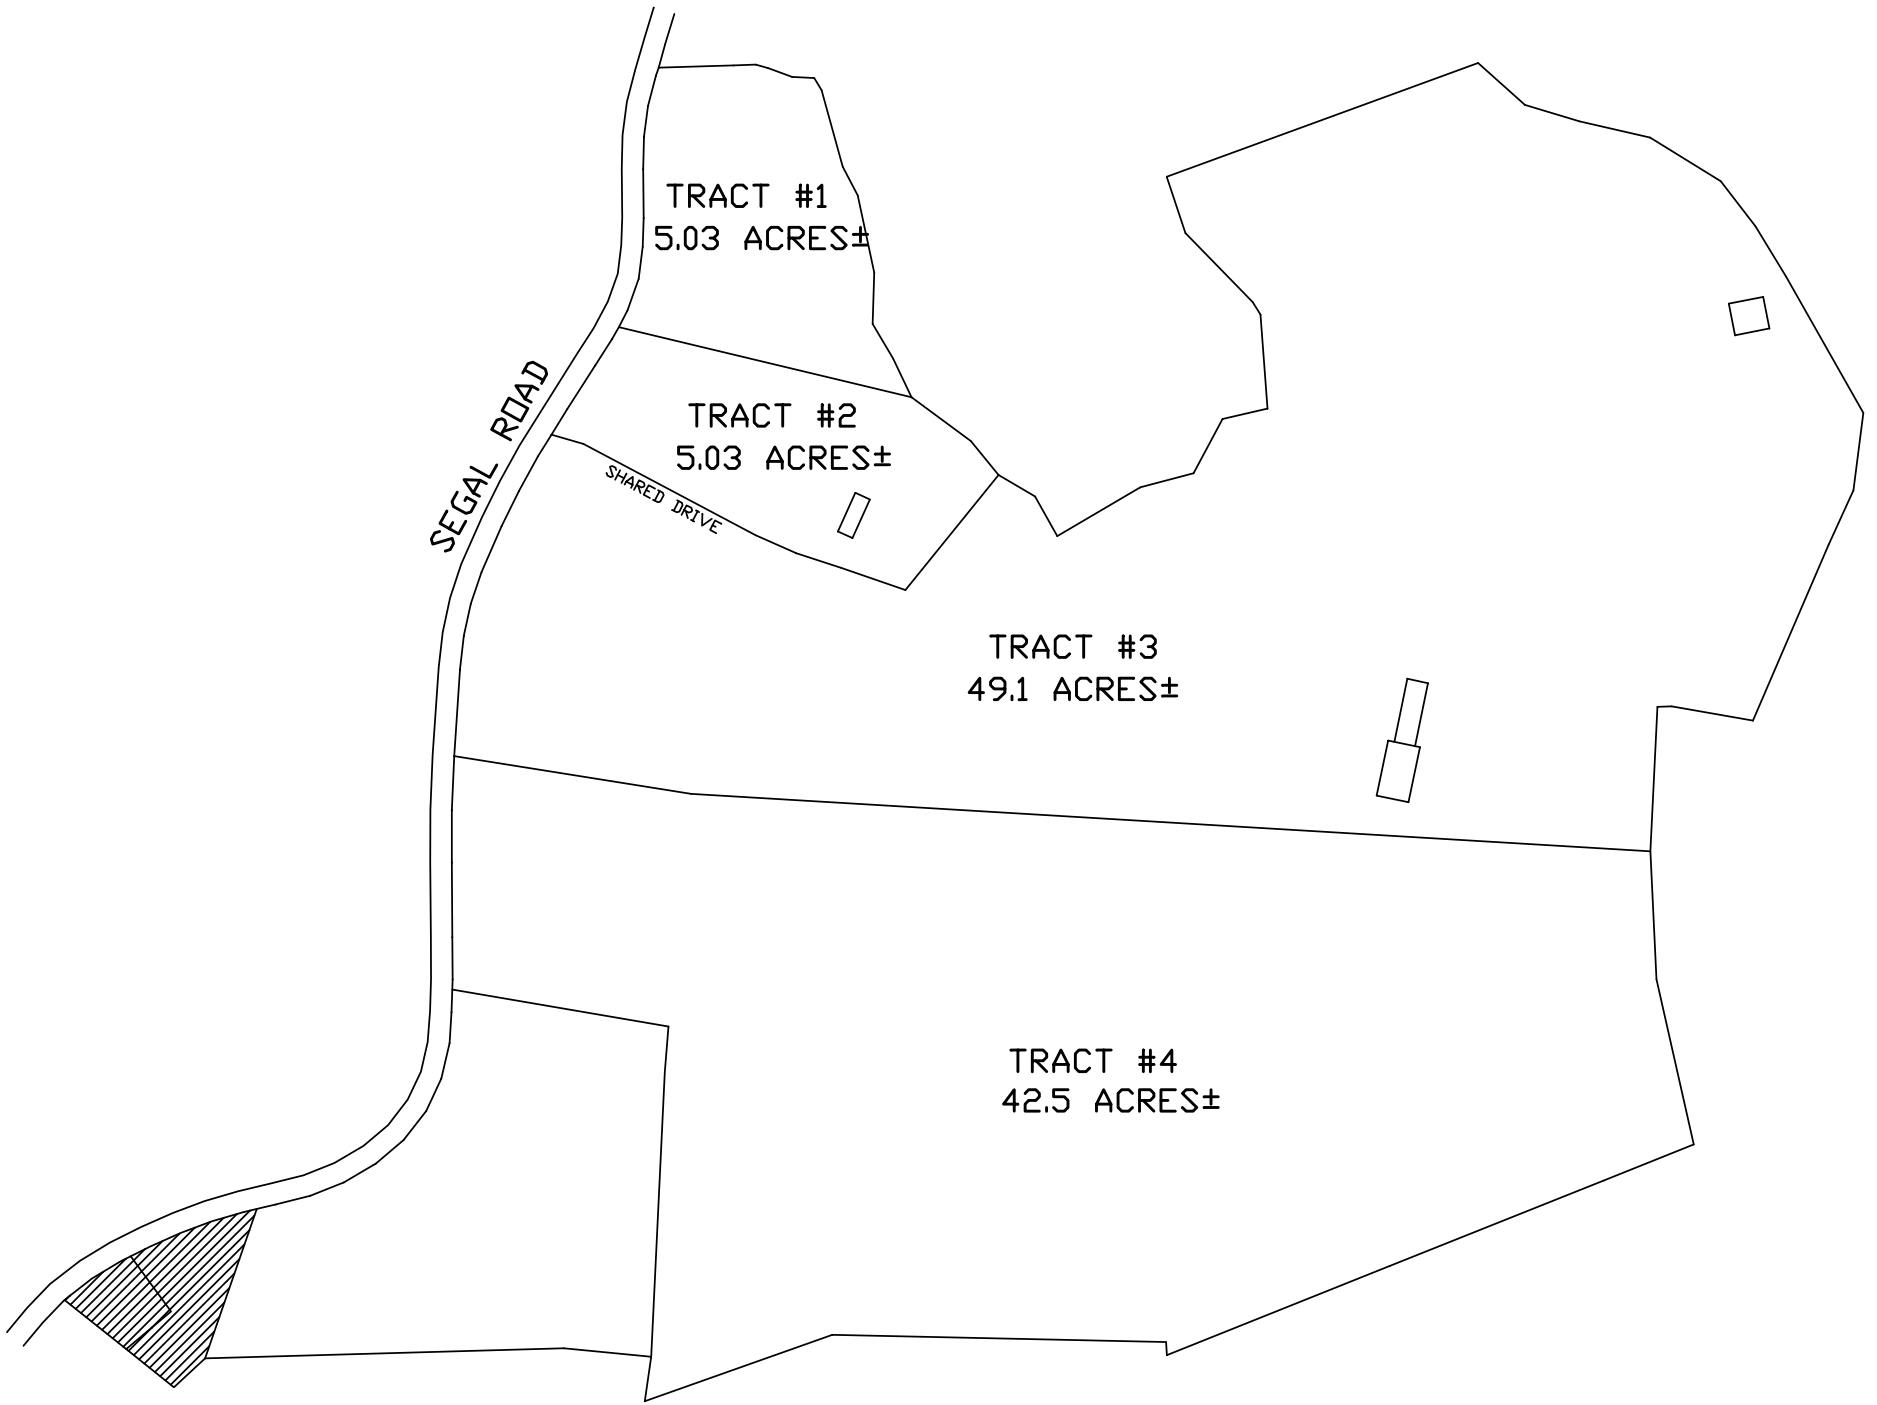 TRACT #1
5.03 ACRES±
SEGAL ROAD
TRACT #2
5.03 ACRES±
SHARED DRIVE
TRACT #3
49.1 ACRES±
TRACT #4
42.5 ACRES±